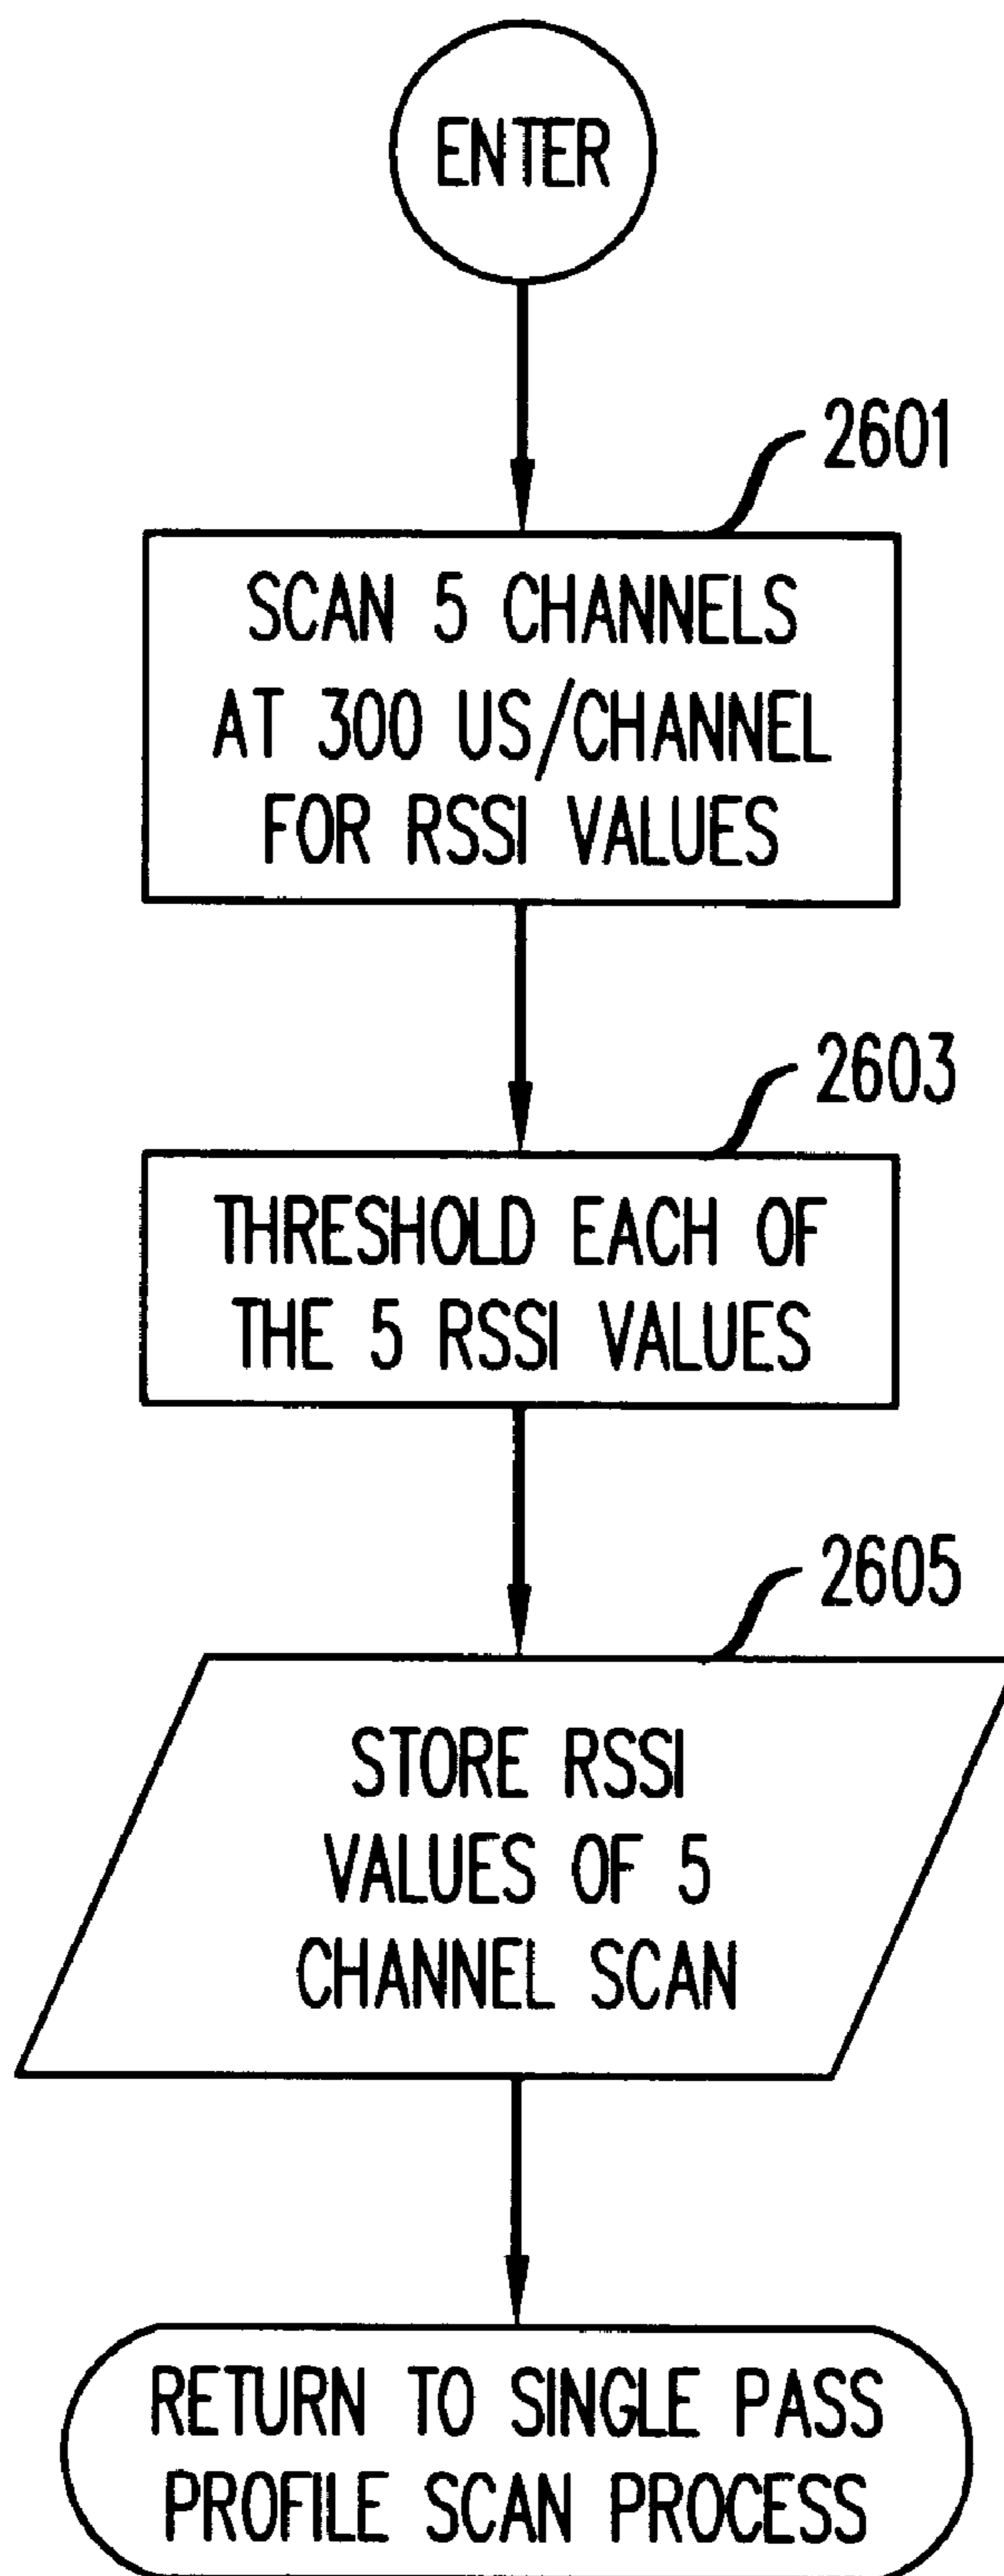 ENTER
2601
SCAN 5 CHANNELS
AT 300 US/CHANNEL
FOR RSSI VALUES
2603
THRESHOLD EACH OF
THE 5 RSSI VALUES
2605
STORE RSSI
VALUES OF 5
CHANNEL SCAN
RETURN TO SINGLE PASS
PROFILE SCAN PROCESS